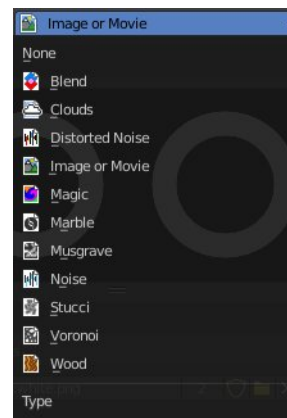 Image or Movie
None
Blend
Clouds
Distorted Noise
Image or Movie
Magic
Marble
Musgrave
Noise
Stucci
Voronoi
Wood
Type